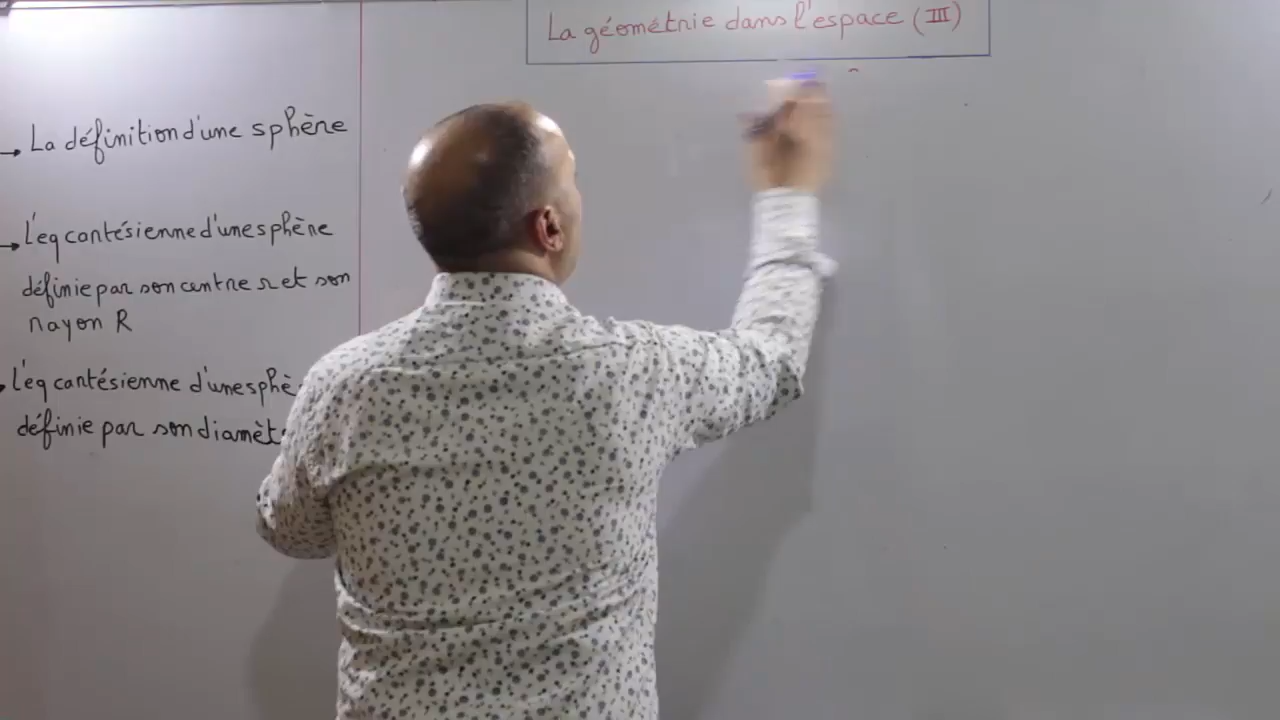 La géométrie dans l'espace (III)
→ La définition d'une sphère
→ L'eq cartésienne d'une sphère
définie par son centre Ω et son
rayon R
L'eq cartésienne d'une sphè
définie par son diamèt